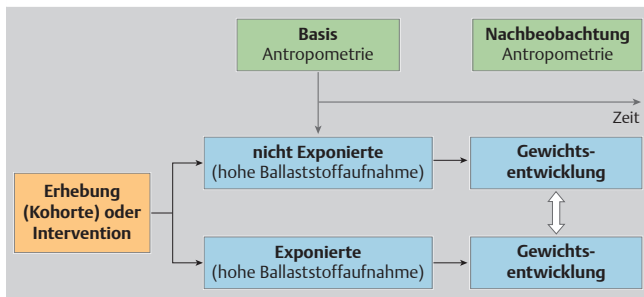 Basis
Antropometrie
Nachbeobachtung
Antropometrie
Zeit
nicht Exponierte
(hohe Ballaststoffaufnahme)
Gewichts-
entwicklung
Erhebung
(Kohorte) oder
Intervention
Exponierte
(hohe Ballaststoffaufnahme)
Gewichts-
entwicklung